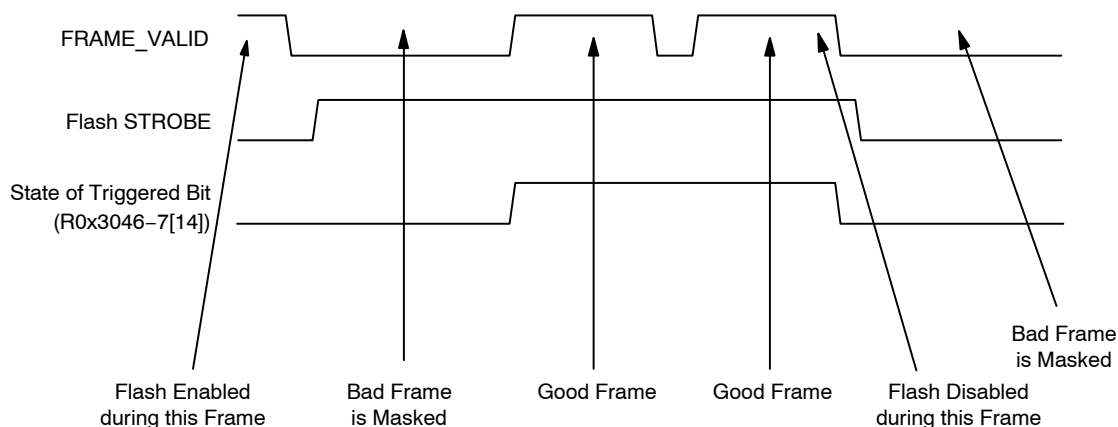 FRAME_VALID
Flash STROBE
State of Triggered Bit
(R0x3046−7[14])
Flash Enabled
during this Frame
Bad Frame
is Masked
Good Frame
Good Frame
Flash Disabled
during this Frame
Bad Frame
is Masked